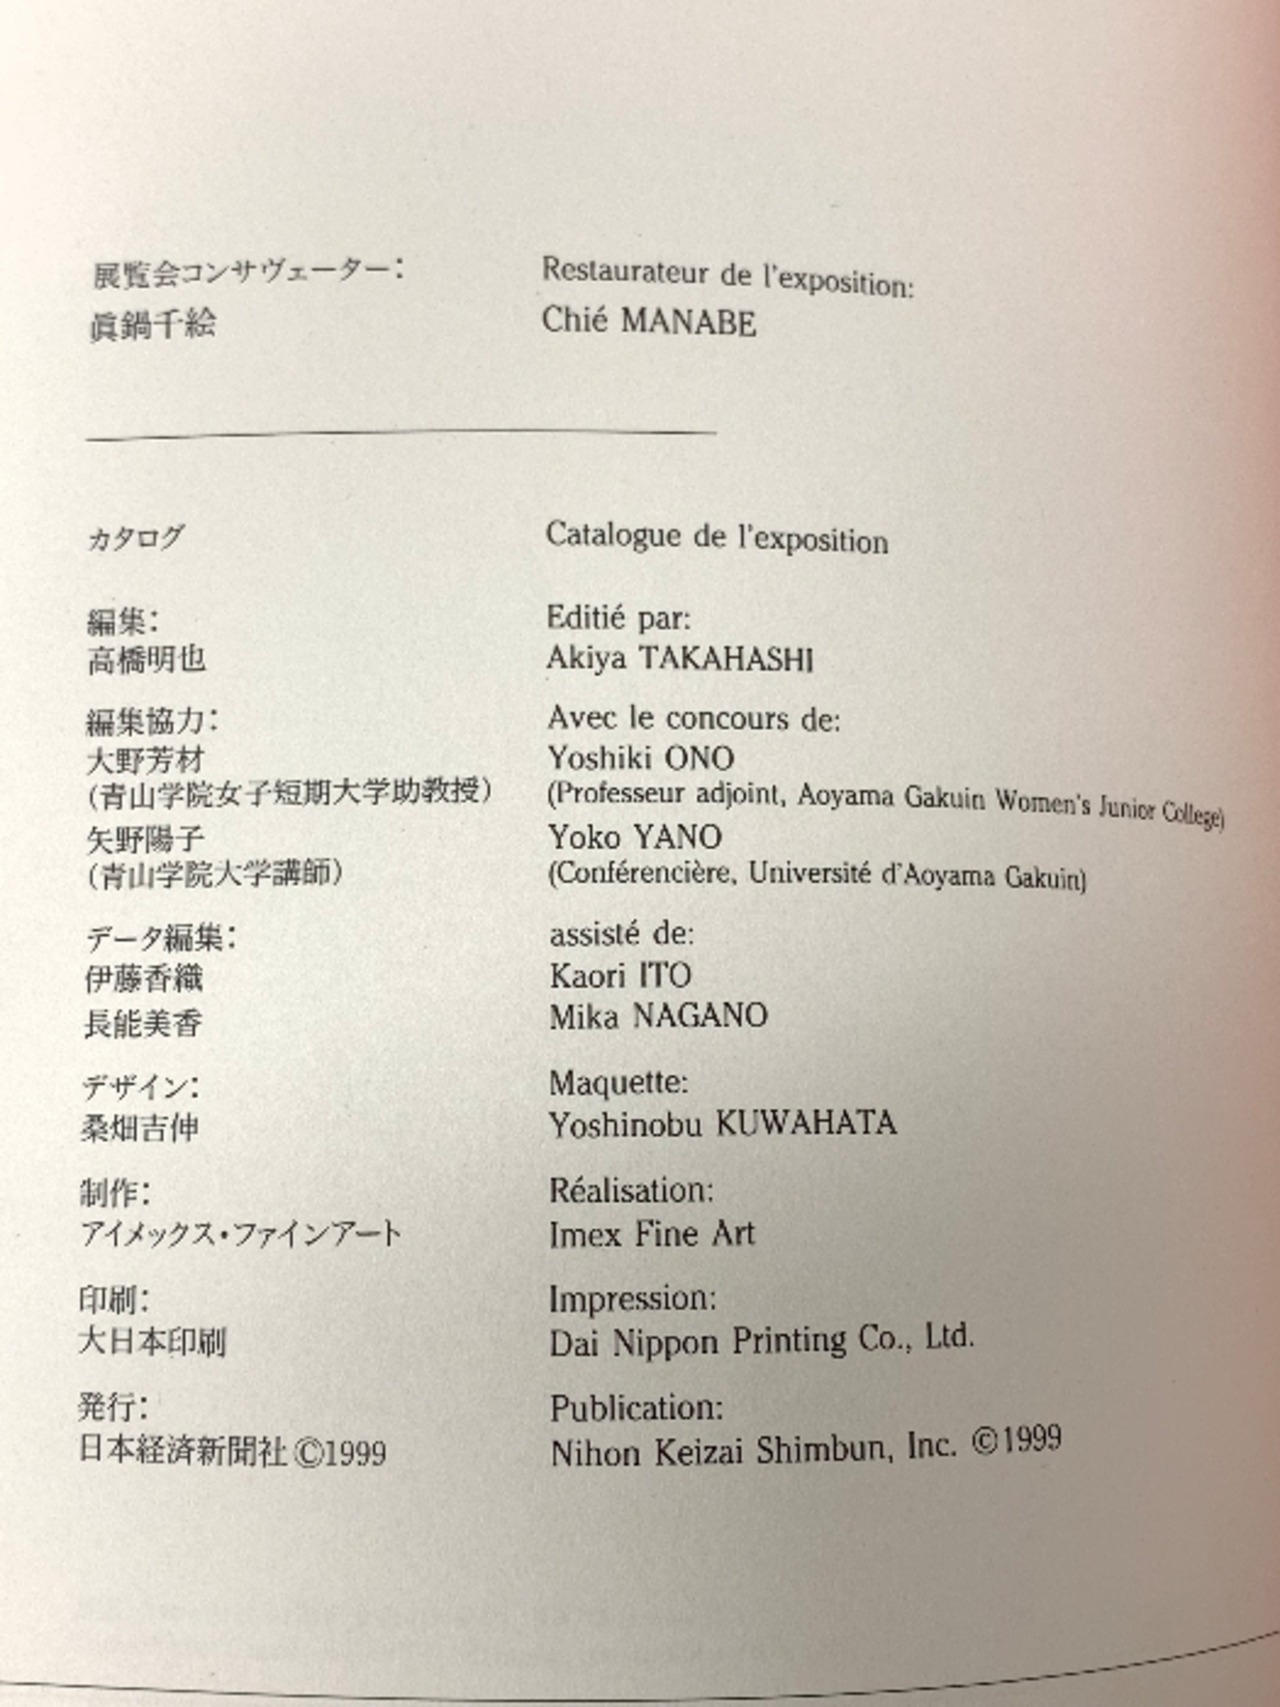 展覧会コンサヴェーター：
眞鍋千絵
Restaurateur de l'exposition:
Chié MANABE
カタログ
Catalogue de l'exposition
編集：
高橋明也
Editié par:
Akiya TAKAHASHI
編集協力：
大野芳材
(青山学院女子短期大学助教授)
矢野陽子
(青山学院大学講師)
Avec le concours de:
Yoshiki ONO
(Professeur adjoint, Aoyama Gakuin Women's Junior College)
Yoko YANO
(Conférencière, Université d'Aoyama Gakuin)
データ編集：
伊藤香織
長能美香
assisté de:
Kaori ITO
Mika NAGANO
デザイン：
桑畑吉伸
Maquette:
Yoshinobu KUWAHATA
制作：
アイメックス・ファインアート
Réalisation:
Imex Fine Art
印刷：
大日本印刷
Impression:
Dai Nippon Printing Co., Ltd.
発行：
日本経済新聞社 ©1999
Publication:
Nihon Keizai Shimbun, Inc. ©1999